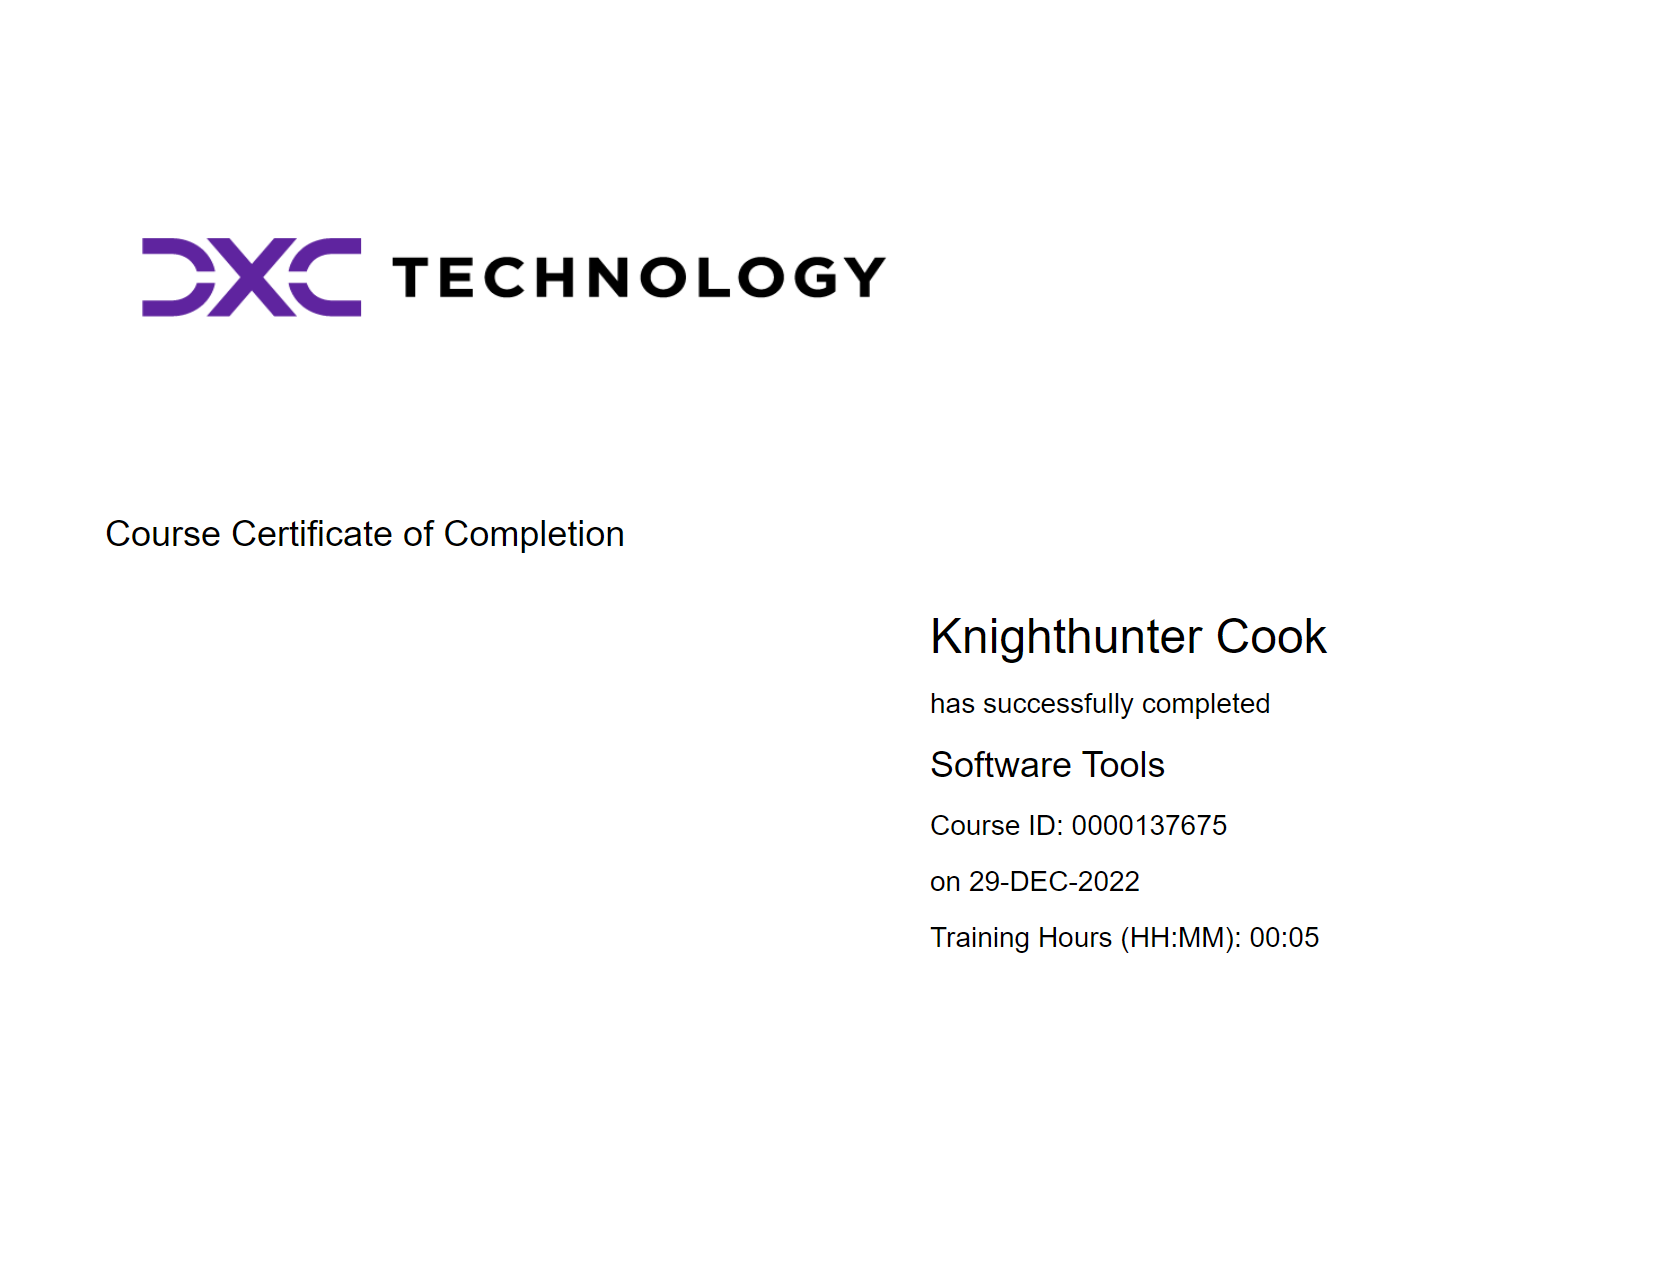 DXC TECHNOLOGY
Course Certificate of Completion
Knighthunter Cook
has successfully completed
Software Tools
Course ID: 0000137675
on 29-DEC-2022
Training Hours (HH:MM): 00:05